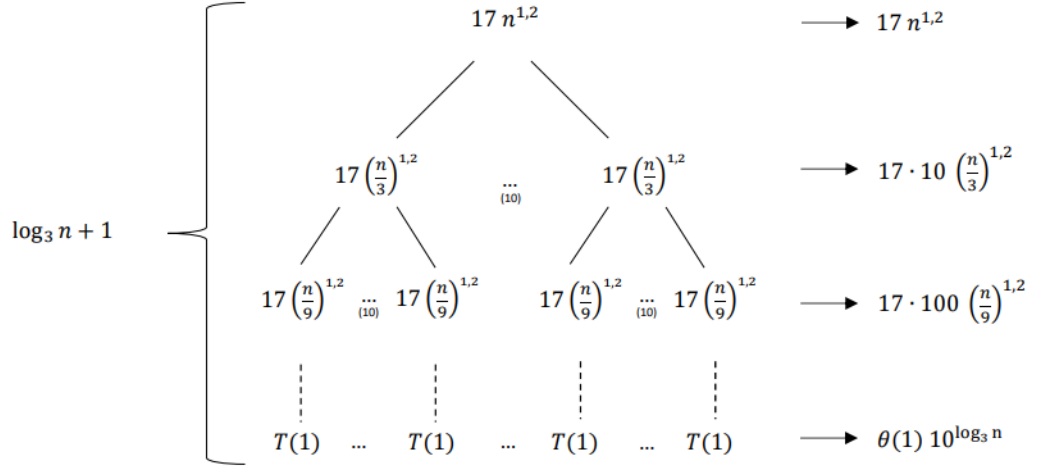 17 n^{1,2} → 17 n^{1,2}
17 (n/3)^{1,2} ... (10) 17 (n/3)^{1,2} → 17 · 10 (n/3)^{1,2}
log₃ n + 1
17 (n/9)^{1,2} ... (10) 17 (n/9)^{1,2} 17 (n/9)^{1,2} ... (10) 17 (n/9)^{1,2} → 17 · 100 (n/9)^{1,2}
T(1) ... T(1) ... T(1) ... T(1) → θ(1) 10^{log₃ n}